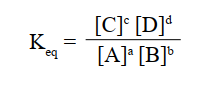 K_eq = [C]ᶜ [D]ᵈ
[A]ᵃ [B]ᵇ